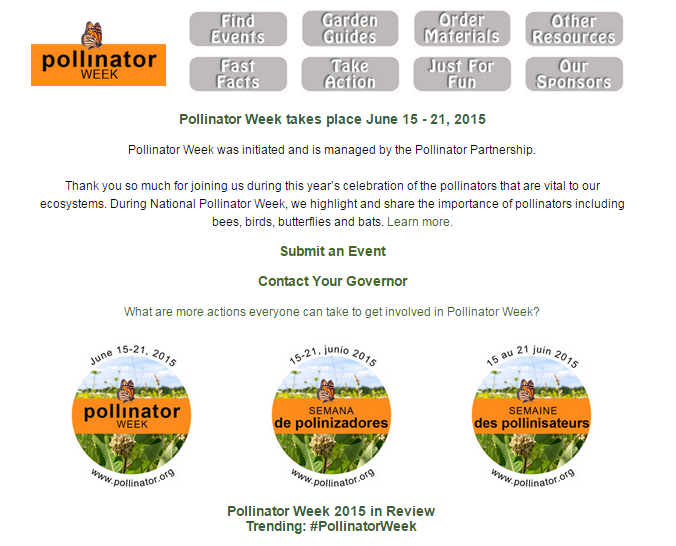 pollinator
WEEK
Find Events
Garden Guides
Order Materials
Other Resources
Fast Facts
Take Action
Just For Fun
Our Sponsors
Pollinator Week takes place June 15 - 21, 2015
Pollinator Week was initiated and is managed by the Pollinator Partnership.
Thank you so much for joining us during this year's celebration of the pollinators that are vital to our
ecosystems. During National Pollinator Week, we highlight and share the importance of pollinators including
bees, birds, butterflies and bats. Learn more.
Submit an Event
Contact Your Governor
What are more actions everyone can take to get involved in Pollinator Week?
June 15-21, 2015
pollinator
WEEK
www.pollinator.org
15-21, junio 2015
SEMANA
de polinizadores
www.pollinator.org
15 au 21 juin 2015
SEMAINE
des pollinisateurs
www.pollinator.org
Pollinator Week 2015 in Review
Trending: #PollinatorWeek